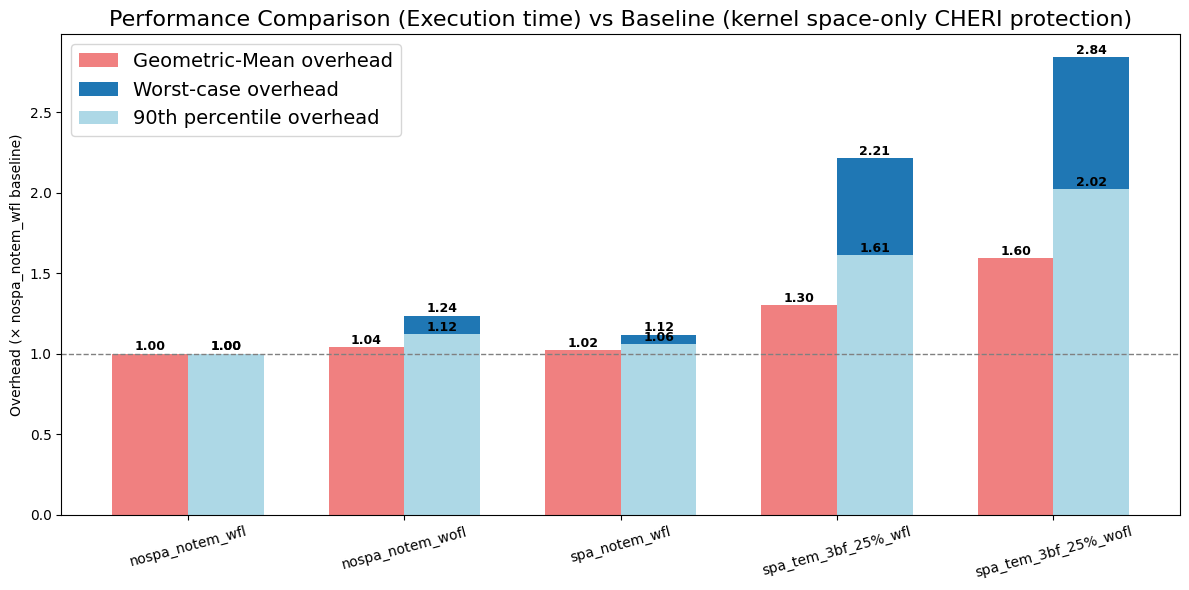 Performance Comparison (Execution time) vs Baseline (kernel space-only CHERI protection)
Geometric-Mean overhead
Worst-case overhead
90th percentile overhead
Overhead (× nospa_notem_wfl baseline)
2.5
2.0
1.5
1.0
0.5
0.0
1.00
1.00
1.00
1.04
1.24
1.12
1.02
1.12
1.06
1.30
2.21
1.61
1.60
2.84
2.02
nospa_notem_wfl
nospa_notem_wofl
spa_notem_wfl
spa_tem_3bf_25%_wfl
spa_tem_3bf_25%_wofl